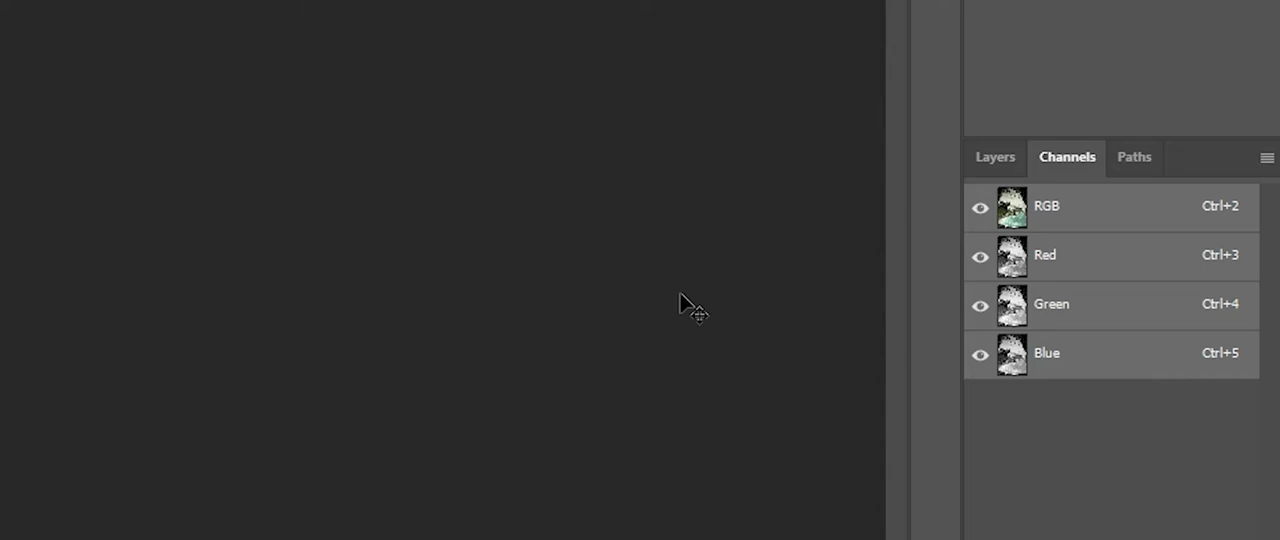 Layers Channels Paths
RGB Ctrl+2
Red Ctrl+3
Green Ctrl+4
Blue Ctrl+5